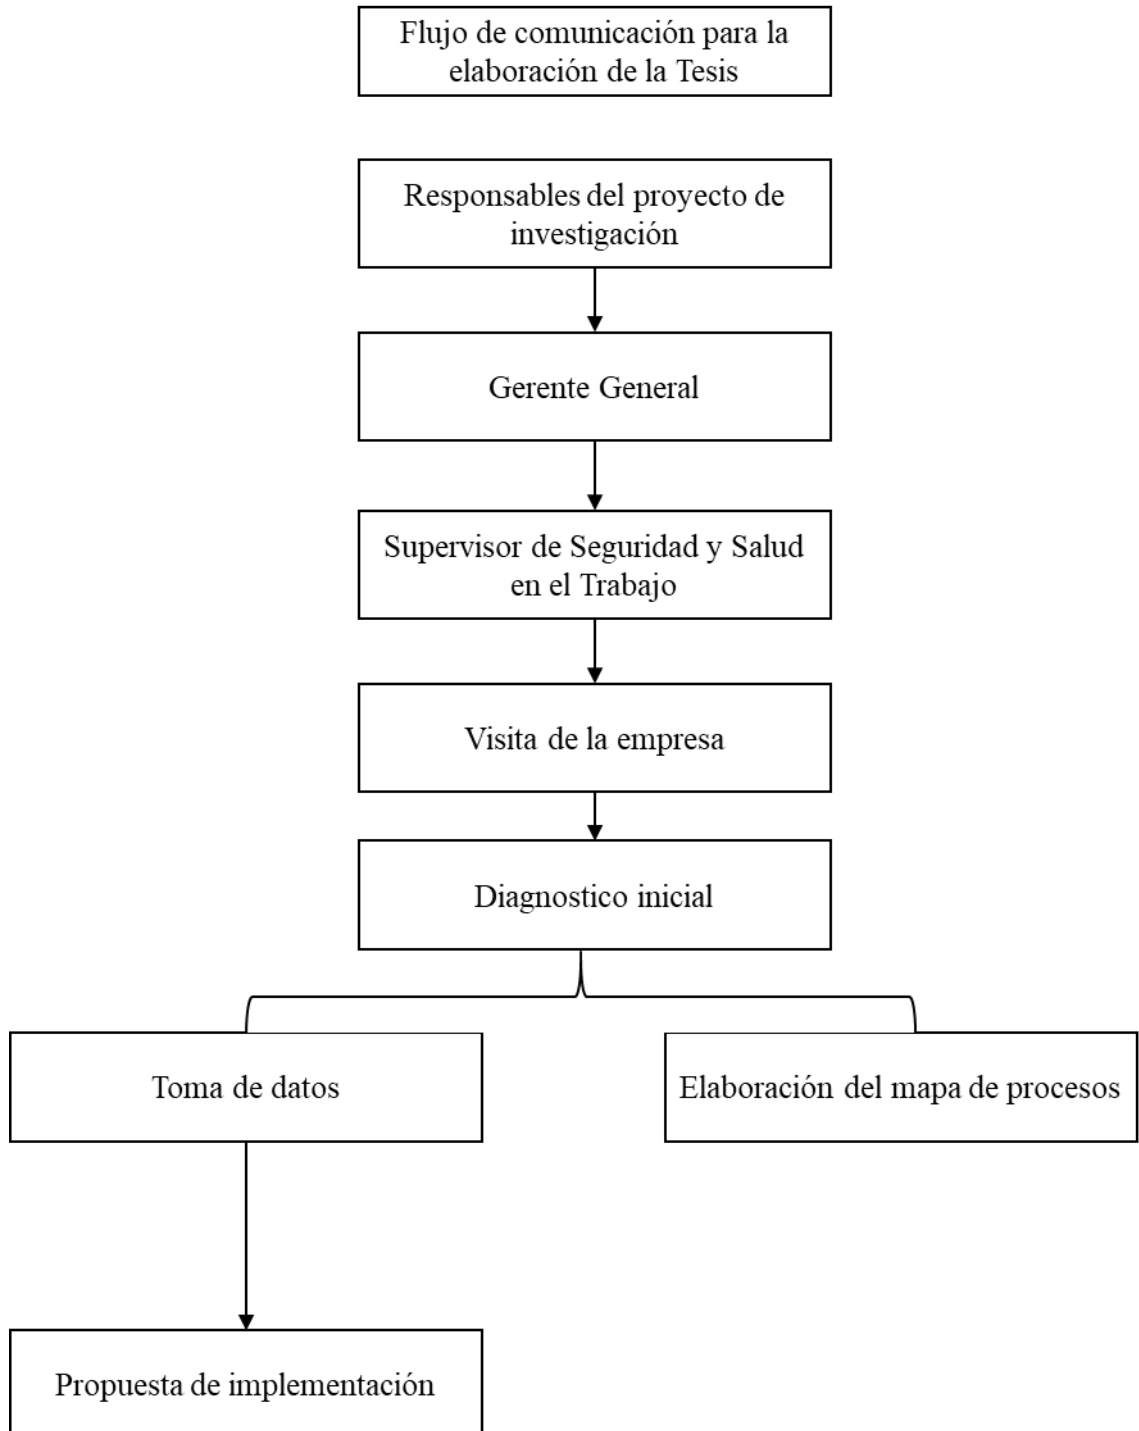 Flujo de comunicación para la
elaboración de la Tesis
Responsables del proyecto de
investigación
Gerente General
Supervisor de Seguridad y Salud
en el Trabajo
Visita de la empresa
Diagnostico inicial
Toma de datos
Elaboración del mapa de procesos
Propuesta de implementación